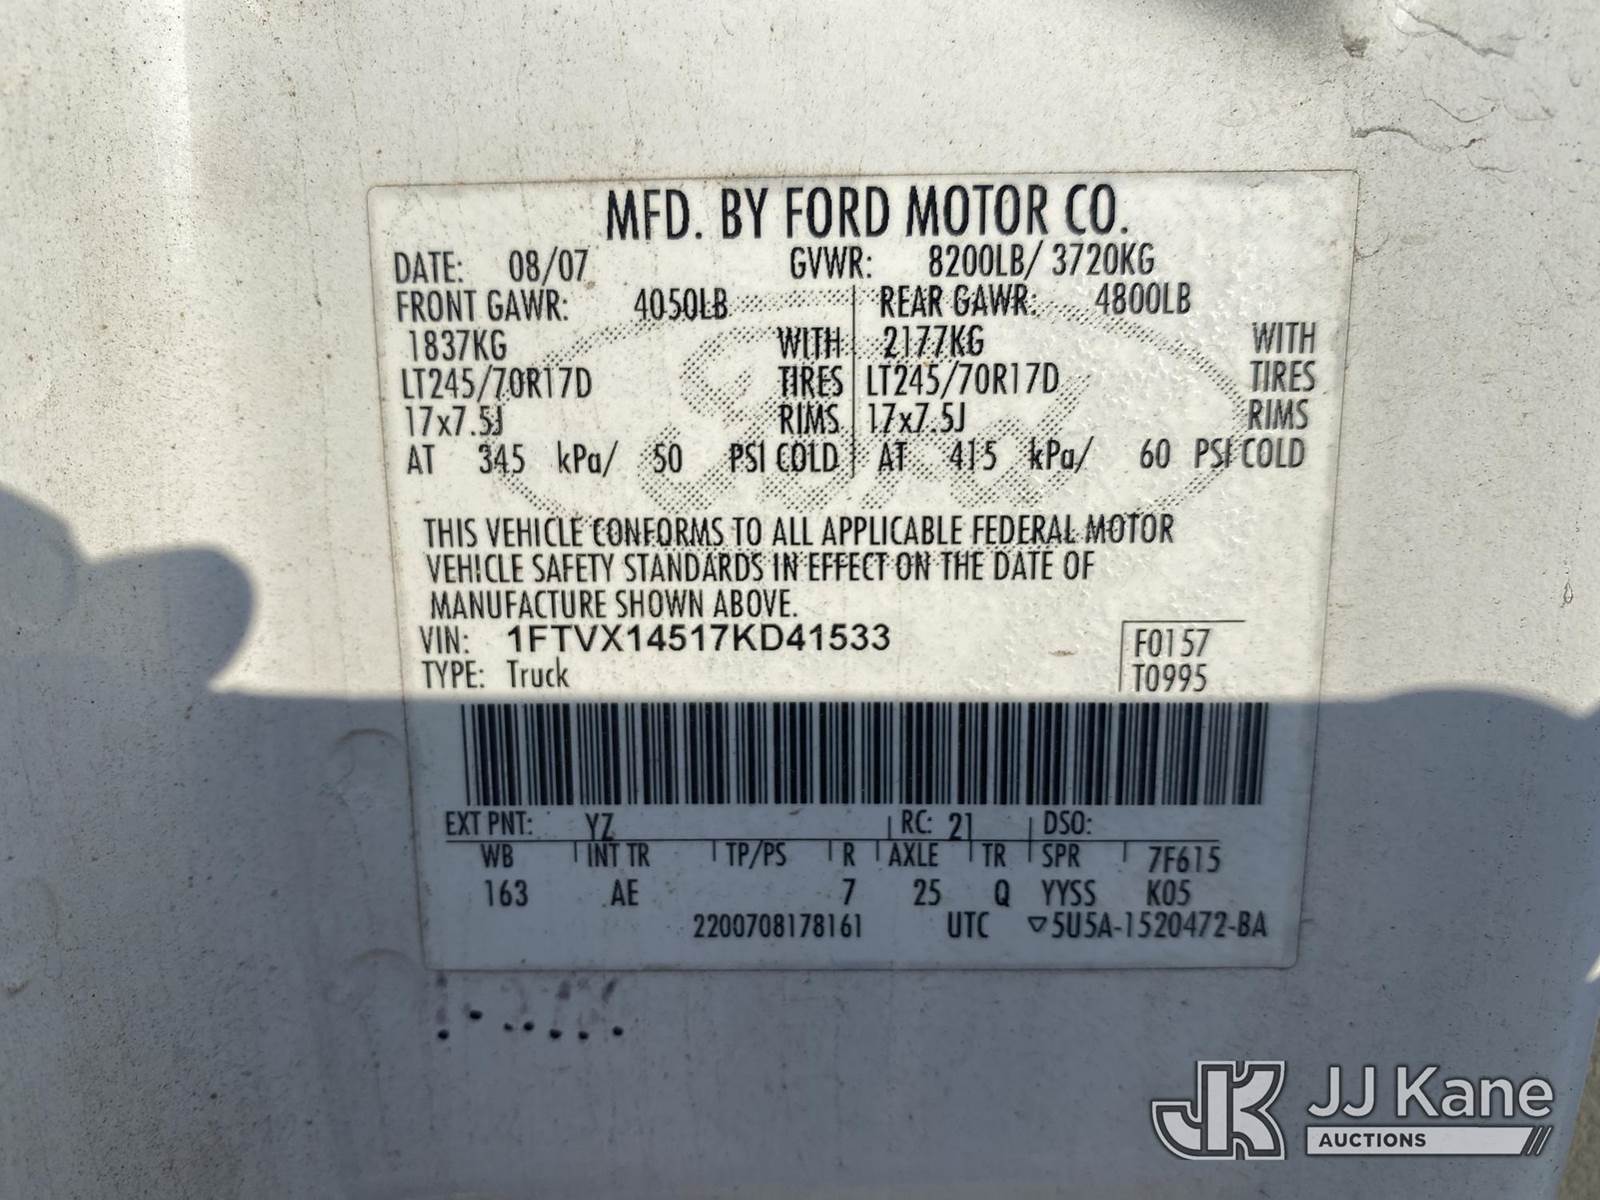 MFD. BY FORD MOTOR CO.
DATE: 08/07 GVWR: 8200LB/ 3720KG
FRONT GAWR: 4050LB REAR GAWR: 4800LB
1837KG WITH 2177KG WITH
LT245/70R17D TIRES LT245/70R17D TIRES
17x7.5J RIMS 17x7.5J RIMS
AT 345 kPa/ 50 PSI COLD AT 415 kPa/ 60 PSI COLD
THIS VEHICLE CONFORMS TO ALL APPLICABLE FEDERAL MOTOR
VEHICLE SAFETY STANDARDS IN EFFECT ON THE DATE OF
MANUFACTURE SHOWN ABOVE.
VIN: 1FTVX14517KD41533 F0157
TYPE: Truck T0995
EXT PNT: YZ RC: 21 DSO:
WB INT TR TP/PS R AXLE TR SPR 7F615
163 AE 7 25 Q YYSS K05
2200708178161 UTC ▽5U5A-1520472-BA
JK JJ Kane
AUCTIONS